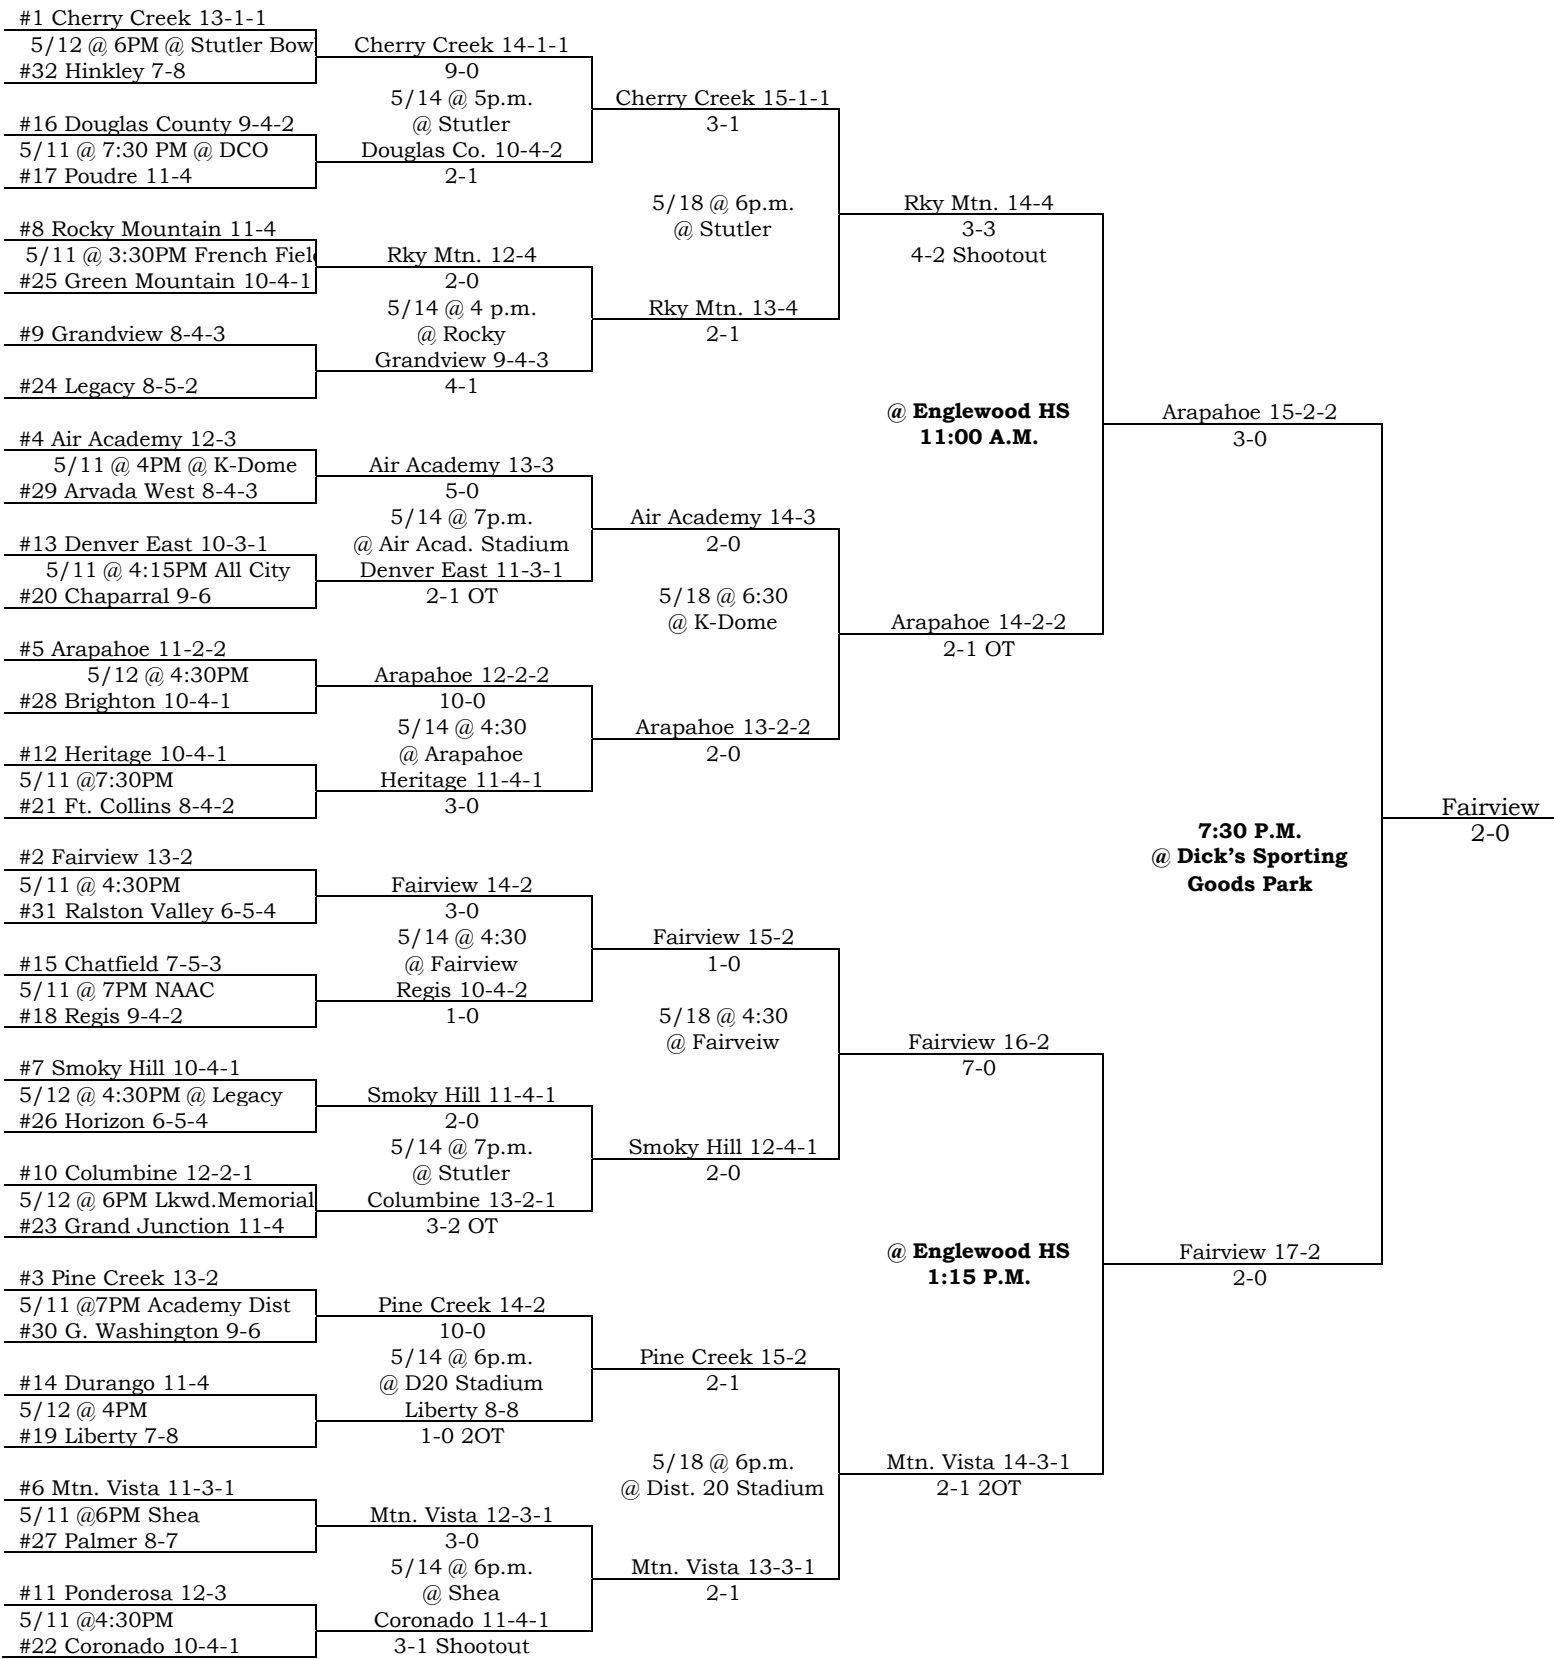 #1 Cherry Creek 13-1-1
5/12 @ 6PM @ Stutler Bowl
#32 Hinkley 7-8
#16 Douglas County 9-4-2
5/11 @ 7:30 PM @ DCO
#17 Poudre 11-4
#8 Rocky Mountain 11-4
5/11 @ 3:30PM French Field
#25 Green Mountain 10-4-1
#9 Grandview 8-4-3
#24 Legacy 8-5-2
#4 Air Academy 12-3
5/11 @ 4PM @ K-Dome
#29 Arvada West 8-4-3
#13 Denver East 10-3-1
5/11 @ 4:15PM All City
#20 Chaparral 9-6
#5 Arapahoe 11-2-2
5/12 @ 4:30PM
#28 Brighton 10-4-1
#12 Heritage 10-4-1
5/11 @7:30PM
#21 Ft. Collins 8-4-2
#2 Fairview 13-2
5/11 @ 4:30PM
#31 Ralston Valley 6-5-4
#15 Chatfield 7-5-3
5/11 @ 7PM NAAC
#18 Regis 9-4-2
#7 Smoky Hill 10-4-1
5/12 @ 4:30PM @ Legacy
#26 Horizon 6-5-4
#10 Columbine 12-2-1
5/12 @ 6PM Lkwd.Memorial
#23 Grand Junction 11-4
#3 Pine Creek 13-2
5/11 @7PM Academy Dist
#30 G. Washington 9-6
#14 Durango 11-4
5/12 @ 4PM
#19 Liberty 7-8
#6 Mtn. Vista 11-3-1
5/11 @6PM Shea
#27 Palmer 8-7
#11 Ponderosa 12-3
5/11 @4:30PM
#22 Coronado 10-4-1
Cherry Creek 14-1-1
9-0
5/14 @ 5p.m.
@ Stutler
Douglas Co. 10-4-2
2-1
Rky Mtn. 12-4
2-0
5/14 @ 4 p.m.
@ Rocky
Grandview 9-4-3
4-1
Air Academy 13-3
5-0
5/14 @ 7p.m.
@ Air Acad. Stadium
Denver East 11-3-1
2-1 OT
Arapahoe 12-2-2
10-0
5/14 @ 4:30
@ Arapahoe
Heritage 11-4-1
3-0
Fairview 14-2
3-0
5/14 @ 4:30
@ Fairview
Regis 10-4-2
1-0
Smoky Hill 11-4-1
2-0
5/14 @ 7p.m.
@ Stutler
Columbine 13-2-1
3-2 OT
Pine Creek 14-2
10-0
5/14 @ 6p.m.
@ D20 Stadium
Liberty 8-8
1-0 2OT
Mtn. Vista 12-3-1
3-0
5/14 @ 6p.m.
@ Shea
Coronado 11-4-1
3-1 Shootout
Cherry Creek 15-1-1
3-1
5/18 @ 6p.m.
@ Stutler
Rky Mtn. 13-4
2-1
Air Academy 14-3
2-0
5/18 @ 6:30
@ K-Dome
Arapahoe 13-2-2
2-0
Fairview 15-2
1-0
5/18 @ 4:30
@ Fairveiw
Smoky Hill 12-4-1
2-0
Pine Creek 15-2
2-1
5/18 @ 6p.m.
@ Dist. 20 Stadium
Mtn. Vista 13-3-1
2-1
Rky Mtn. 14-4
3-3
4-2 Shootout
@ Englewood HS
11:00 A.M.
Arapahoe 14-2-2
2-1 OT
Fairview 16-2
7-0
@ Englewood HS
1:15 P.M.
Mtn. Vista 14-3-1
2-1 2OT
Arapahoe 15-2-2
3-0
7:30 P.M.
@ Dick's Sporting
Goods Park
Fairview 17-2
2-0
Fairview
2-0